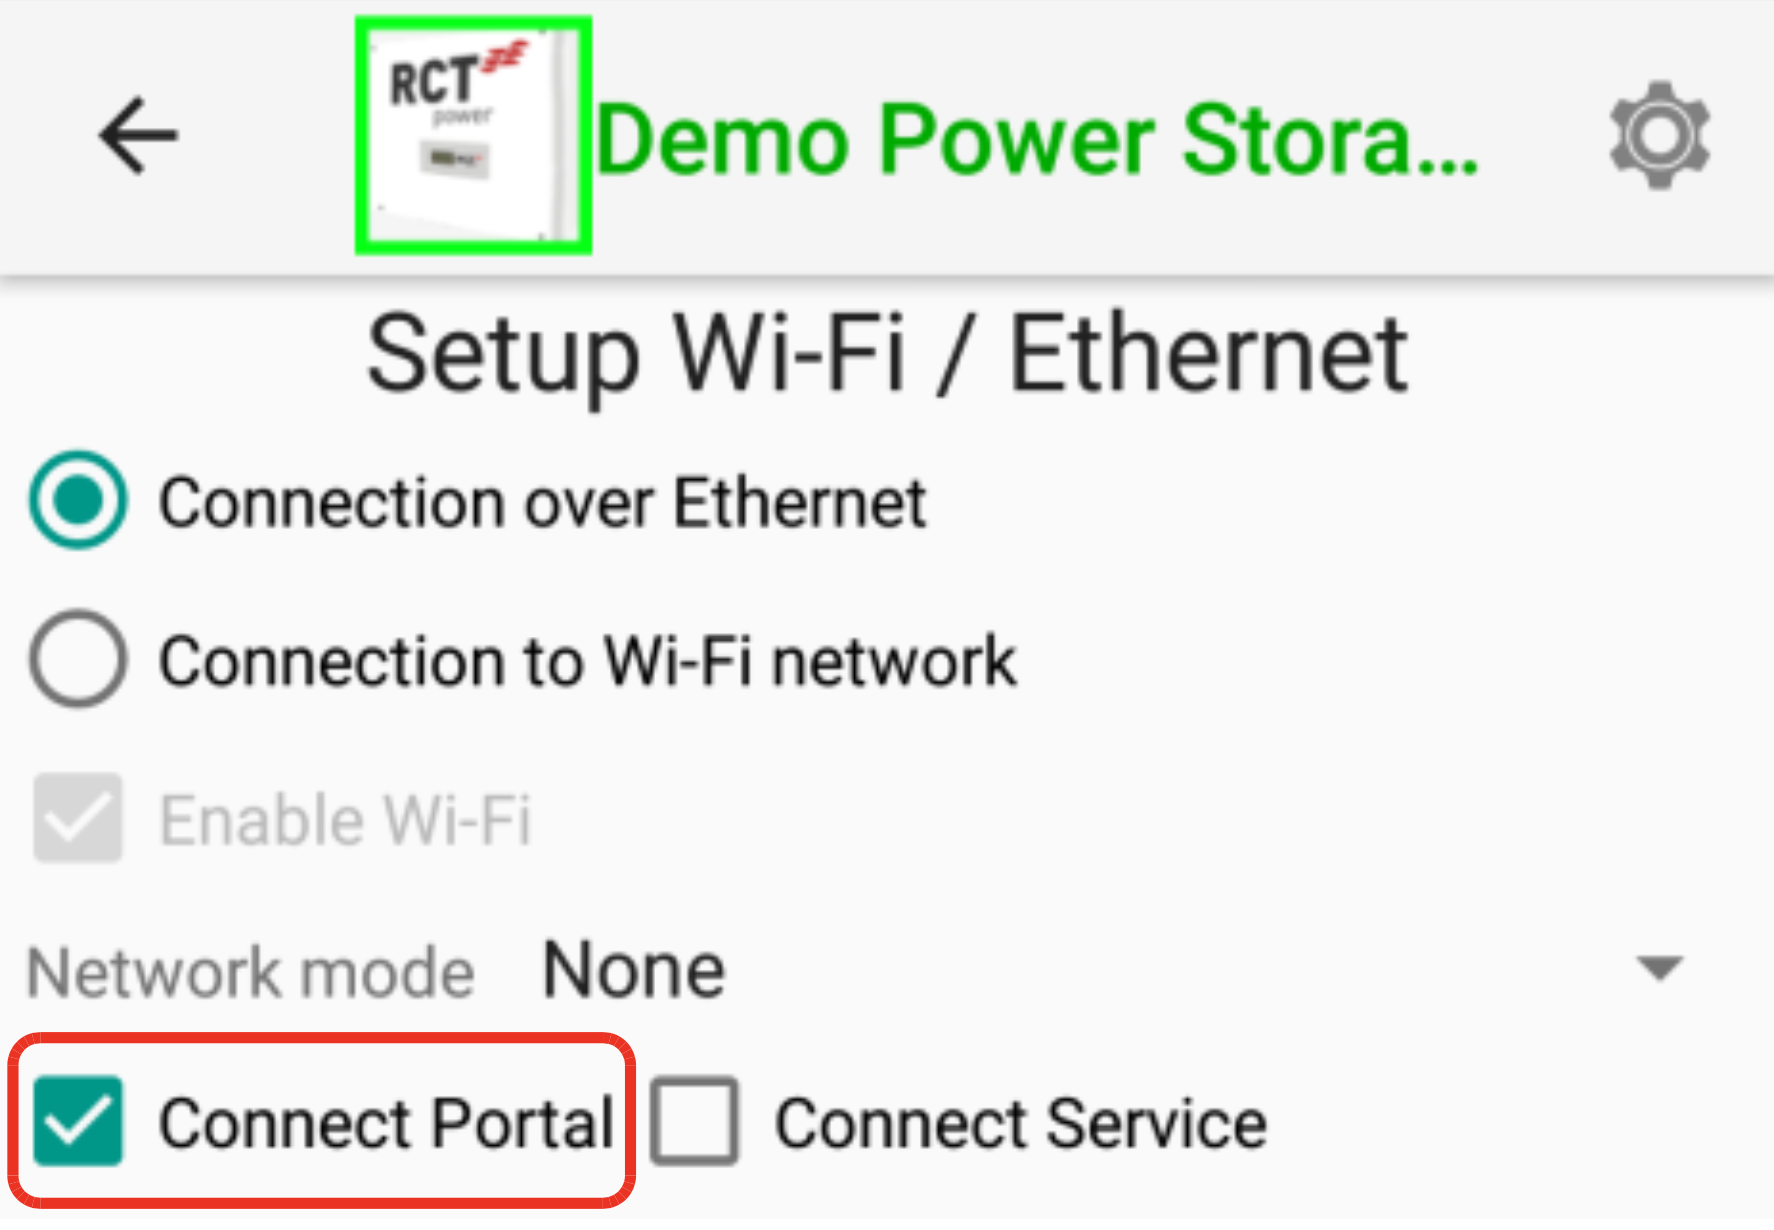 RCT
power
Demo Power Stora...
Setup Wi-Fi / Ethernet
Connection over Ethernet
Connection to Wi-Fi network
Enable Wi-Fi
Network mode None
Connect Portal Connect Service